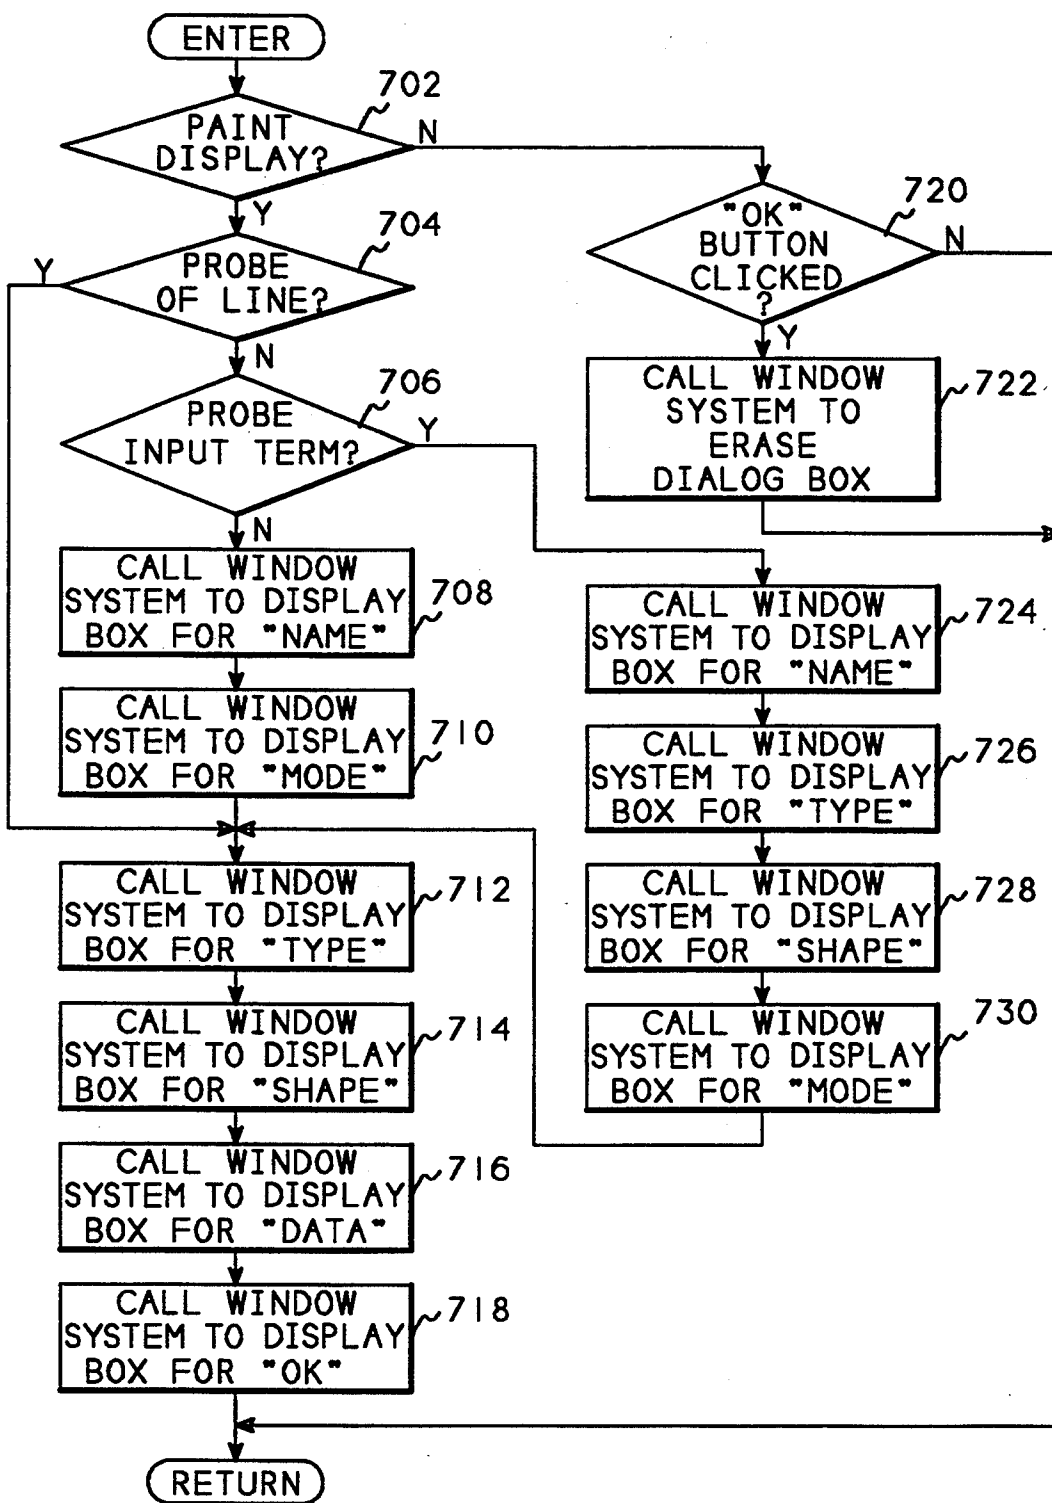 ENTER
702
PAINT
DISPLAY?
N
Y
704
PROBE
OF LINE?
Y
N
706
PROBE
INPUT TERM?
Y
N
CALL WINDOW
SYSTEM TO DISPLAY
BOX FOR "NAME"
708
CALL WINDOW
SYSTEM TO DISPLAY
BOX FOR "MODE"
710
CALL WINDOW
SYSTEM TO DISPLAY
BOX FOR "TYPE"
712
CALL WINDOW
SYSTEM TO DISPLAY
BOX FOR "SHAPE"
714
CALL WINDOW
SYSTEM TO DISPLAY
BOX FOR "DATA"
716
CALL WINDOW
SYSTEM TO DISPLAY
BOX FOR "OK"
718
RETURN
"OK"
BUTTON
CLICKED
?
720
N
Y
CALL WINDOW
SYSTEM TO
ERASE
DIALOG BOX
722
CALL WINDOW
SYSTEM TO DISPLAY
BOX FOR "NAME"
724
CALL WINDOW
SYSTEM TO DISPLAY
BOX FOR "TYPE"
726
CALL WINDOW
SYSTEM TO DISPLAY
BOX FOR "SHAPE"
728
CALL WINDOW
SYSTEM TO DISPLAY
BOX FOR "MODE"
730